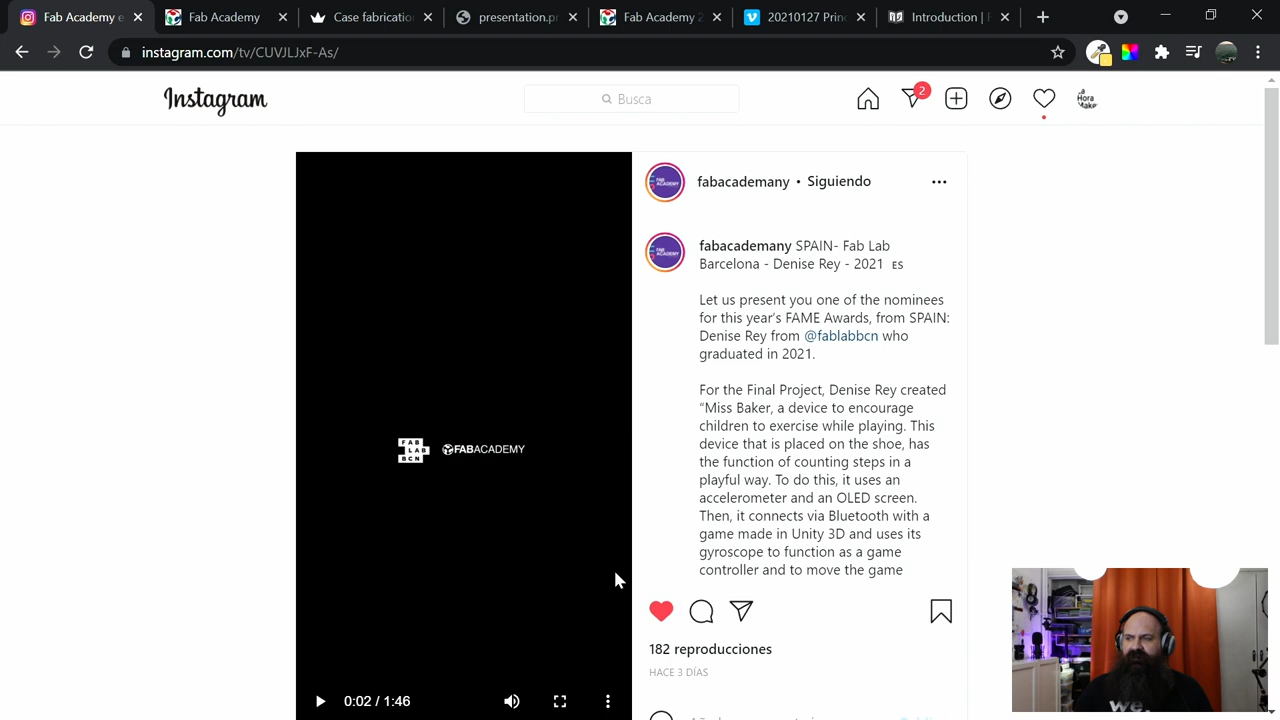 Fab Academy
Fab Academy
Case fabrication
presentation.p
Fab Academy 2
20210127 Prin
Introduction |
instagram.com/tv/CUVJLJxF-As/
Instagram
Busca
2
a
Hora
Make
fabacademany • Siguiendo
fabacademany SPAIN- Fab Lab
Barcelona - Denise Rey - 2021 ES
Let us present you one of the nominees
for this year's FAME Awards, from SPAIN:
Denise Rey from @fablabbcn who
graduated in 2021.
For the Final Project, Denise Rey created
“Miss Baker, a device to encourage
children to exercise while playing. This
device that is placed on the shoe, has
the function of counting steps in a
playful way. To do this, it uses an
accelerometer and an OLED screen.
Then, it connects via Bluetooth with a
game made in Unity 3D and uses its
gyroscope to function as a game
controller and to move the game
FAB
LAB
BCN
FABACADEMY
182 reproducciones
HACE 3 DÍAS
0:02 / 1:46
we.